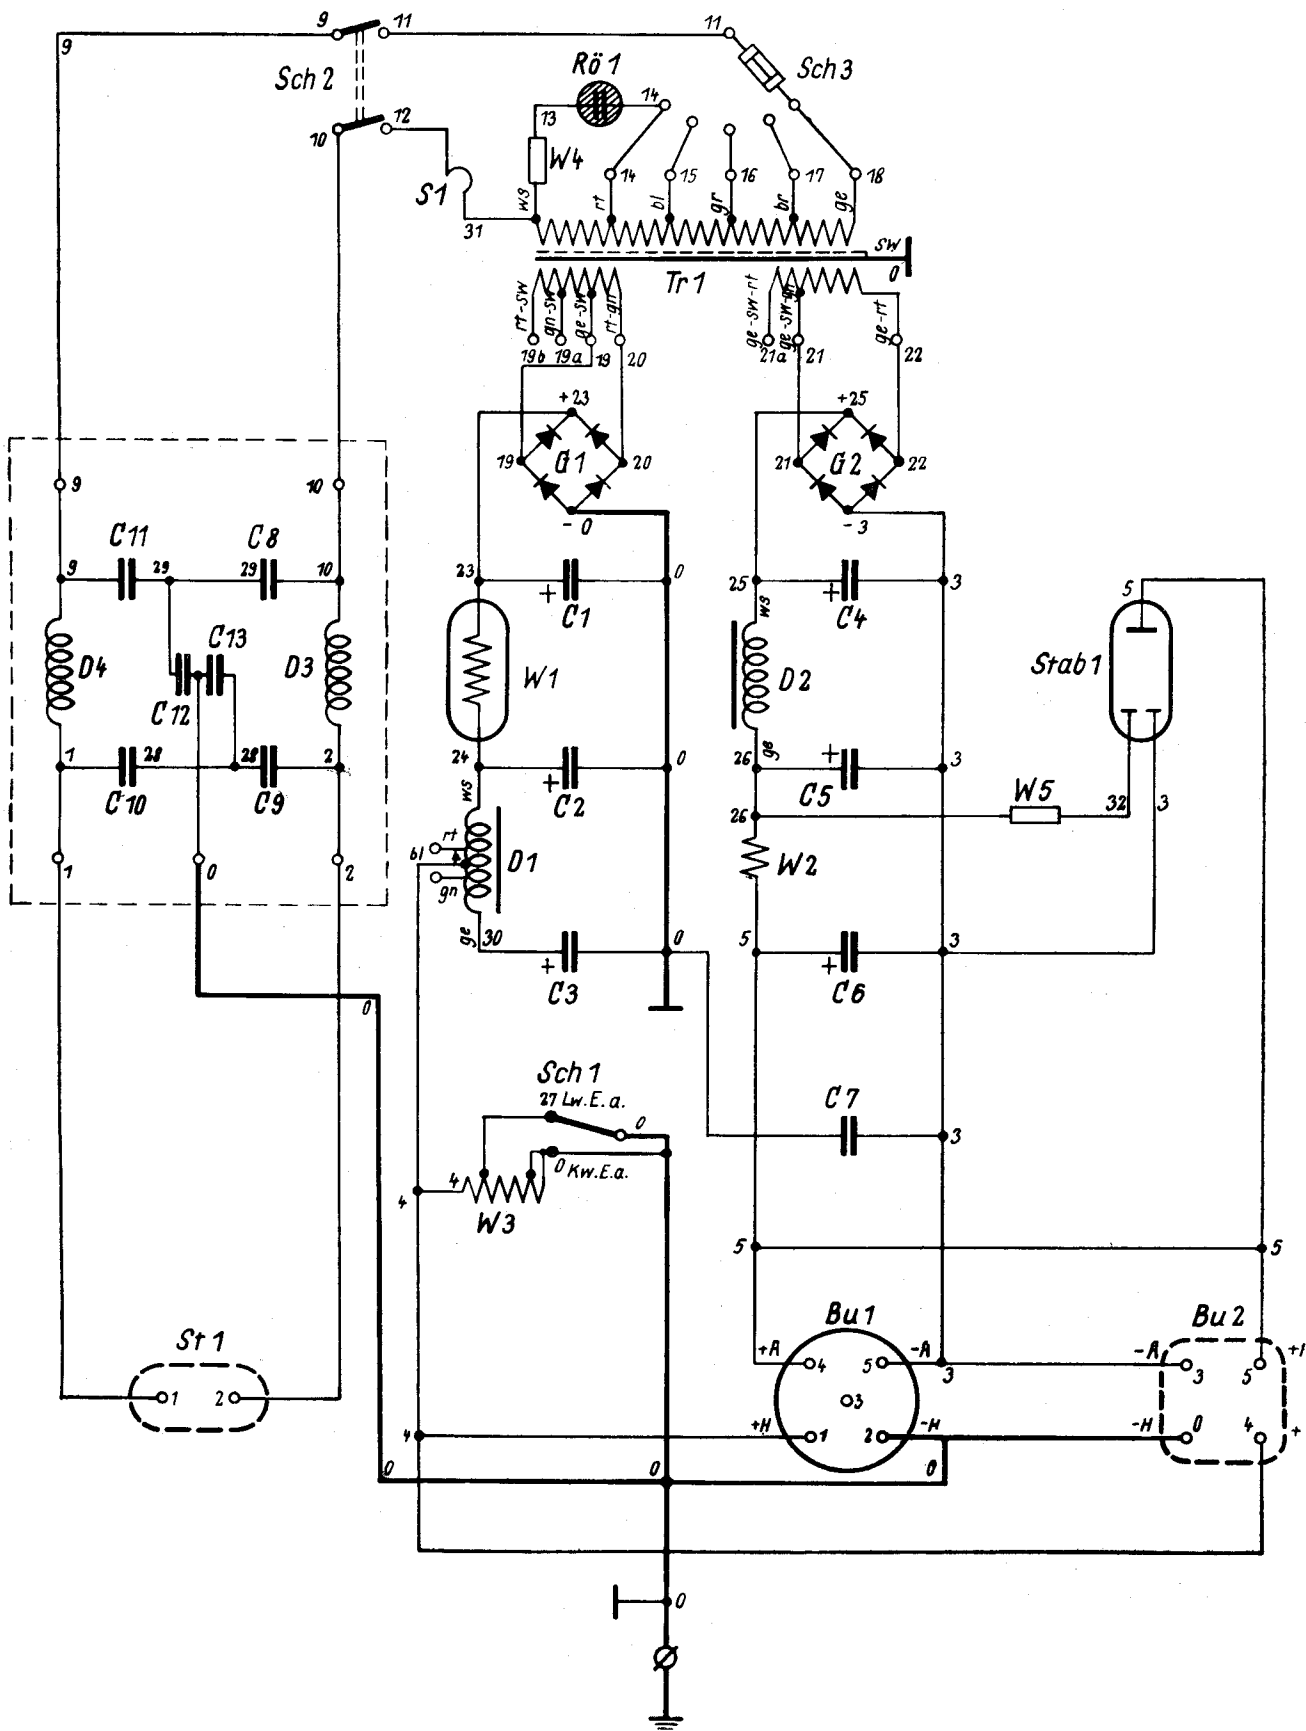 9 11 11
9
Sch 2 Rö 1 Sch 3
10 12 13 14
W4
S1 14 15 16 17 18
ws rt bl gr br ge
31
sw
Tr 1 0
rt-sw gn-sw ge-sw rt-gn ge-sw-rt ge-sw-gn ge-rt
19b 19a 19 20 21a 21 22
+23 +25
19 G1 20 21 G2 22
9 10
- 0 - 3
C11 C8
9 29 29 10 23 0 25 3 5
+ C1 ws + C4
C13
D4 D3 W1 D2 Stab 1
C12
1 28 28 2 24 0 26 ge + 3
C10 C9 ws + C2 C5 W5
26 32 3
rt
bl D1 W2
1 0 2 gn
ge 30 0 5 3
+ C3 + C6
0
Sch 1
27 Lw.E.a. C7
0 3
0 Kw.E.a.
4 4
W3
5 5
Bu 1 Bu 2
St 1
+A 4 5 -A 3 -A 3 5 +
3
1 2
4 +H 1 2 -H -H 0 4 +
0 0 0
0